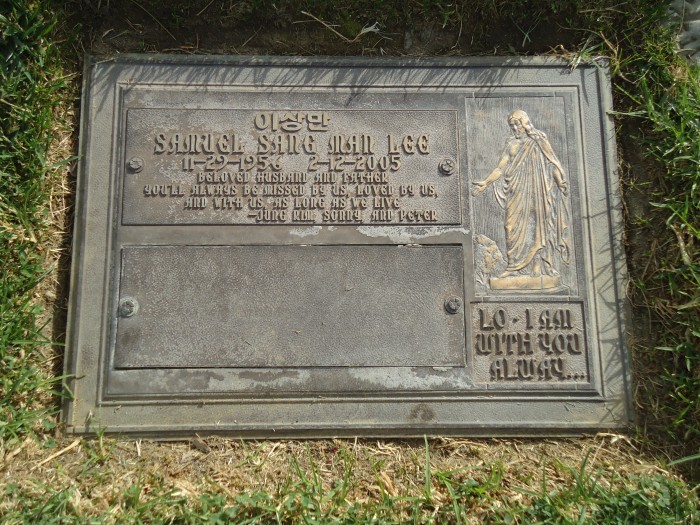 이상만
SAMUEL SANG MAN LEE
11-29-1956 2-12-2005
BELOVED HUSBAND AND FATHER
YOU'LL ALWAYS BE MISSED BY US, LOVED BY US,
AND WITH US, AS LONG AS WE LIVE
-JUNG RIM, SONNY, AND PETER
LO · I AM
WITH YOU
ALWAY...